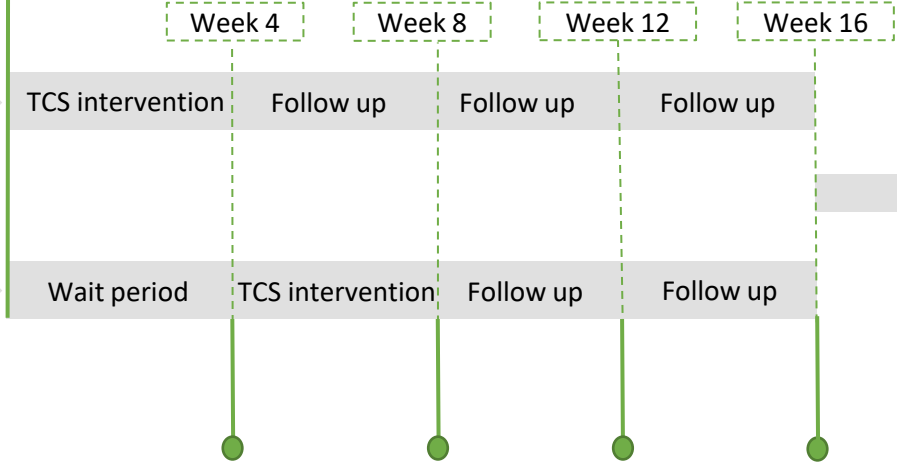 Week 4 Week 8 Week 12 Week 16
TCS intervention Follow up Follow up Follow up
Wait period TCS intervention Follow up Follow up